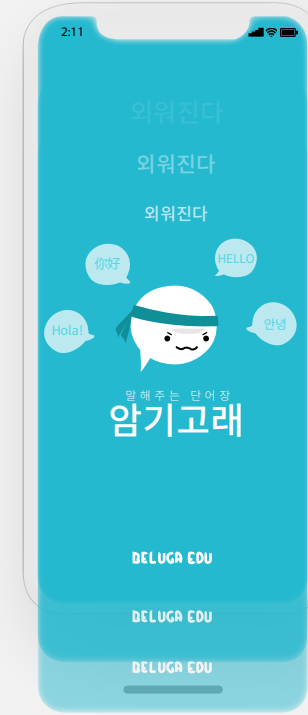 2:11
외워진다
외워진다
외워진다
你好
HELLO
Hola!
안녕
말해주는 단어장
암기고래
BELUGA EDU
BELUGA EDU
BELUGA EDU